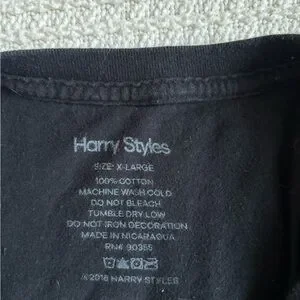 Harry Styles
SIZE: X-LARGE
100% COTTON
MACHINE WASH COLD
DO NOT BLEACH
TUMBLE DRY LOW
DO NOT IRON DECORATION
MADE IN NICARAGUA
RN# 90355
©2018 HARRY STYLES